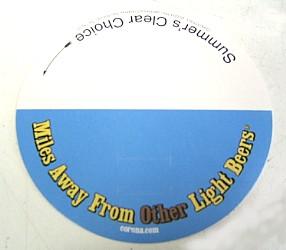 Summer's Clear Choice
Miles Away From Other Light Beers
corona.com